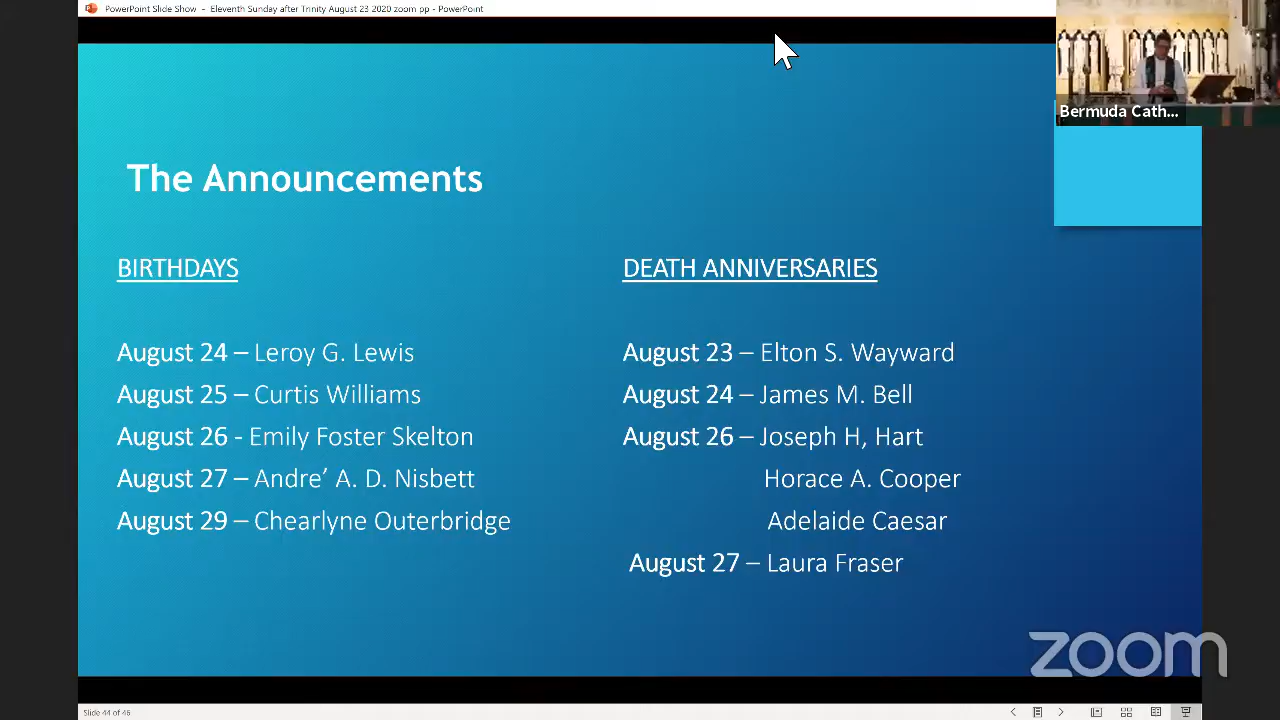 PowerPoint Slide Show - Eleventh Sunday after Trinity August 23 2020 zoom pp - PowerPoint
Bermuda Cath...
The Announcements
BIRTHDAYS
August 24 – Leroy G. Lewis
August 25 – Curtis Williams
August 26 - Emily Foster Skelton
August 27 – Andre’ A. D. Nisbett
August 29 – Chearlyne Outerbridge
DEATH ANNIVERSARIES
August 23 – Elton S. Wayward
August 24 – James M. Bell
August 26 – Joseph H, Hart
Horace A. Cooper
Adelaide Caesar
August 27 – Laura Fraser
zoom
Slide 44 of 46